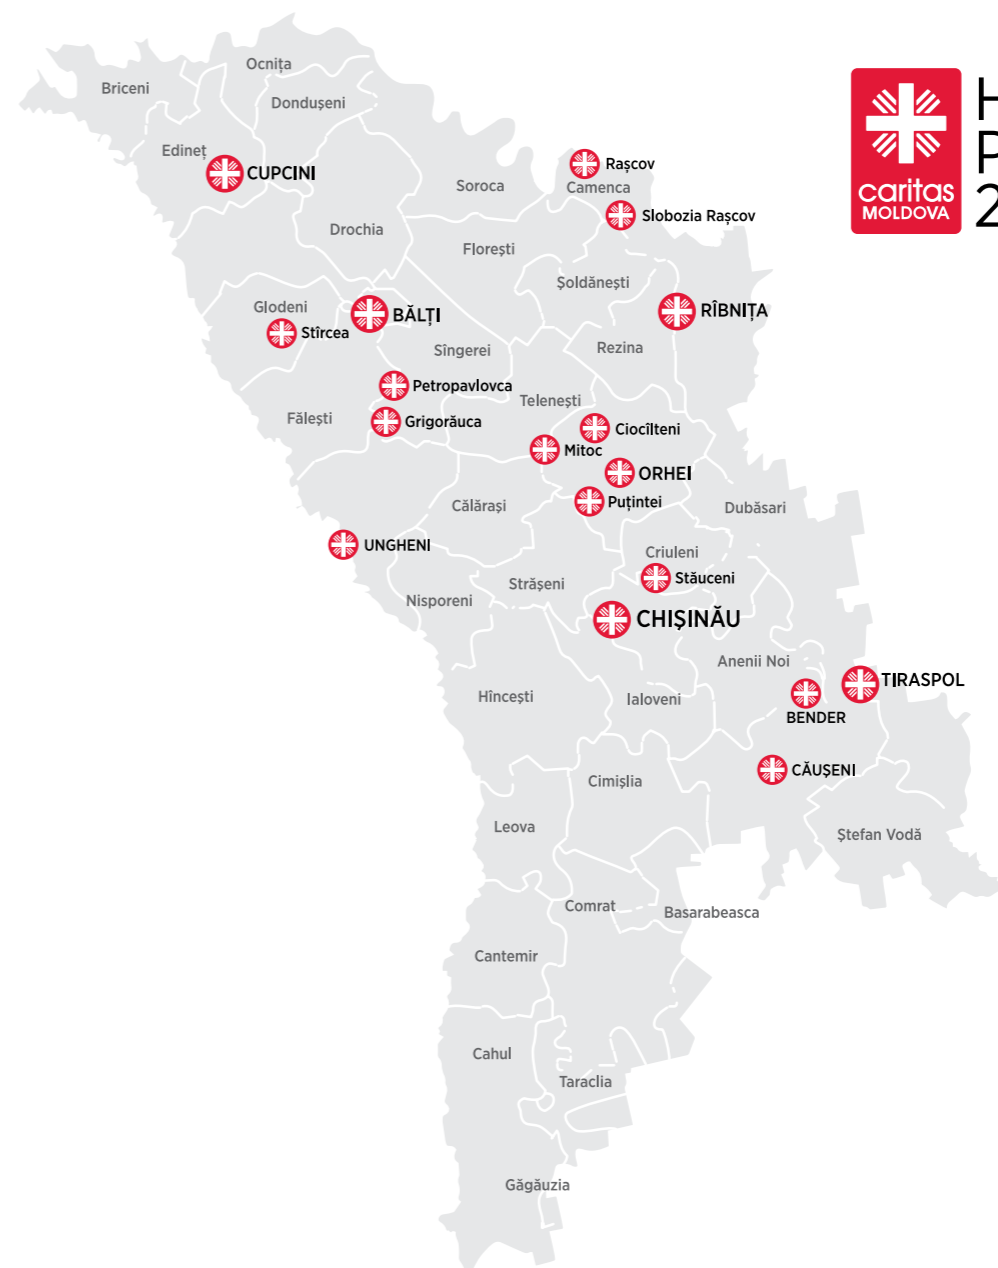 Ocnița
Briceni
Dondușeni
H
P
2
caritas
MOLDOVA
Edineț
CUPCINI
Rașcov
Camenca
Soroca
Slobozia Rașcov
Drochia
Florești
Șoldănești
Glodeni
BĂLȚI
RÎBNIȚA
Stîrcea
Sîngerei
Rezina
Petropavlovca
Telenești
Fălești
Grigorăuca
Ciocîlteni
Mitoc
ORHEI
Puțintei
Călărași
Dubăsari
UNGHENI
Criuleni
Stăuceni
Strășeni
Nisporeni
CHIȘINĂU
Anenii Noi
TIRASPOL
Hîncești
Ialoveni
BENDER
CĂUȘENI
Cimișlia
Leova
Ștefan Vodă
Comrat
Basarabeasca
Cantemir
Cahul
Taraclia
Găgăuzia